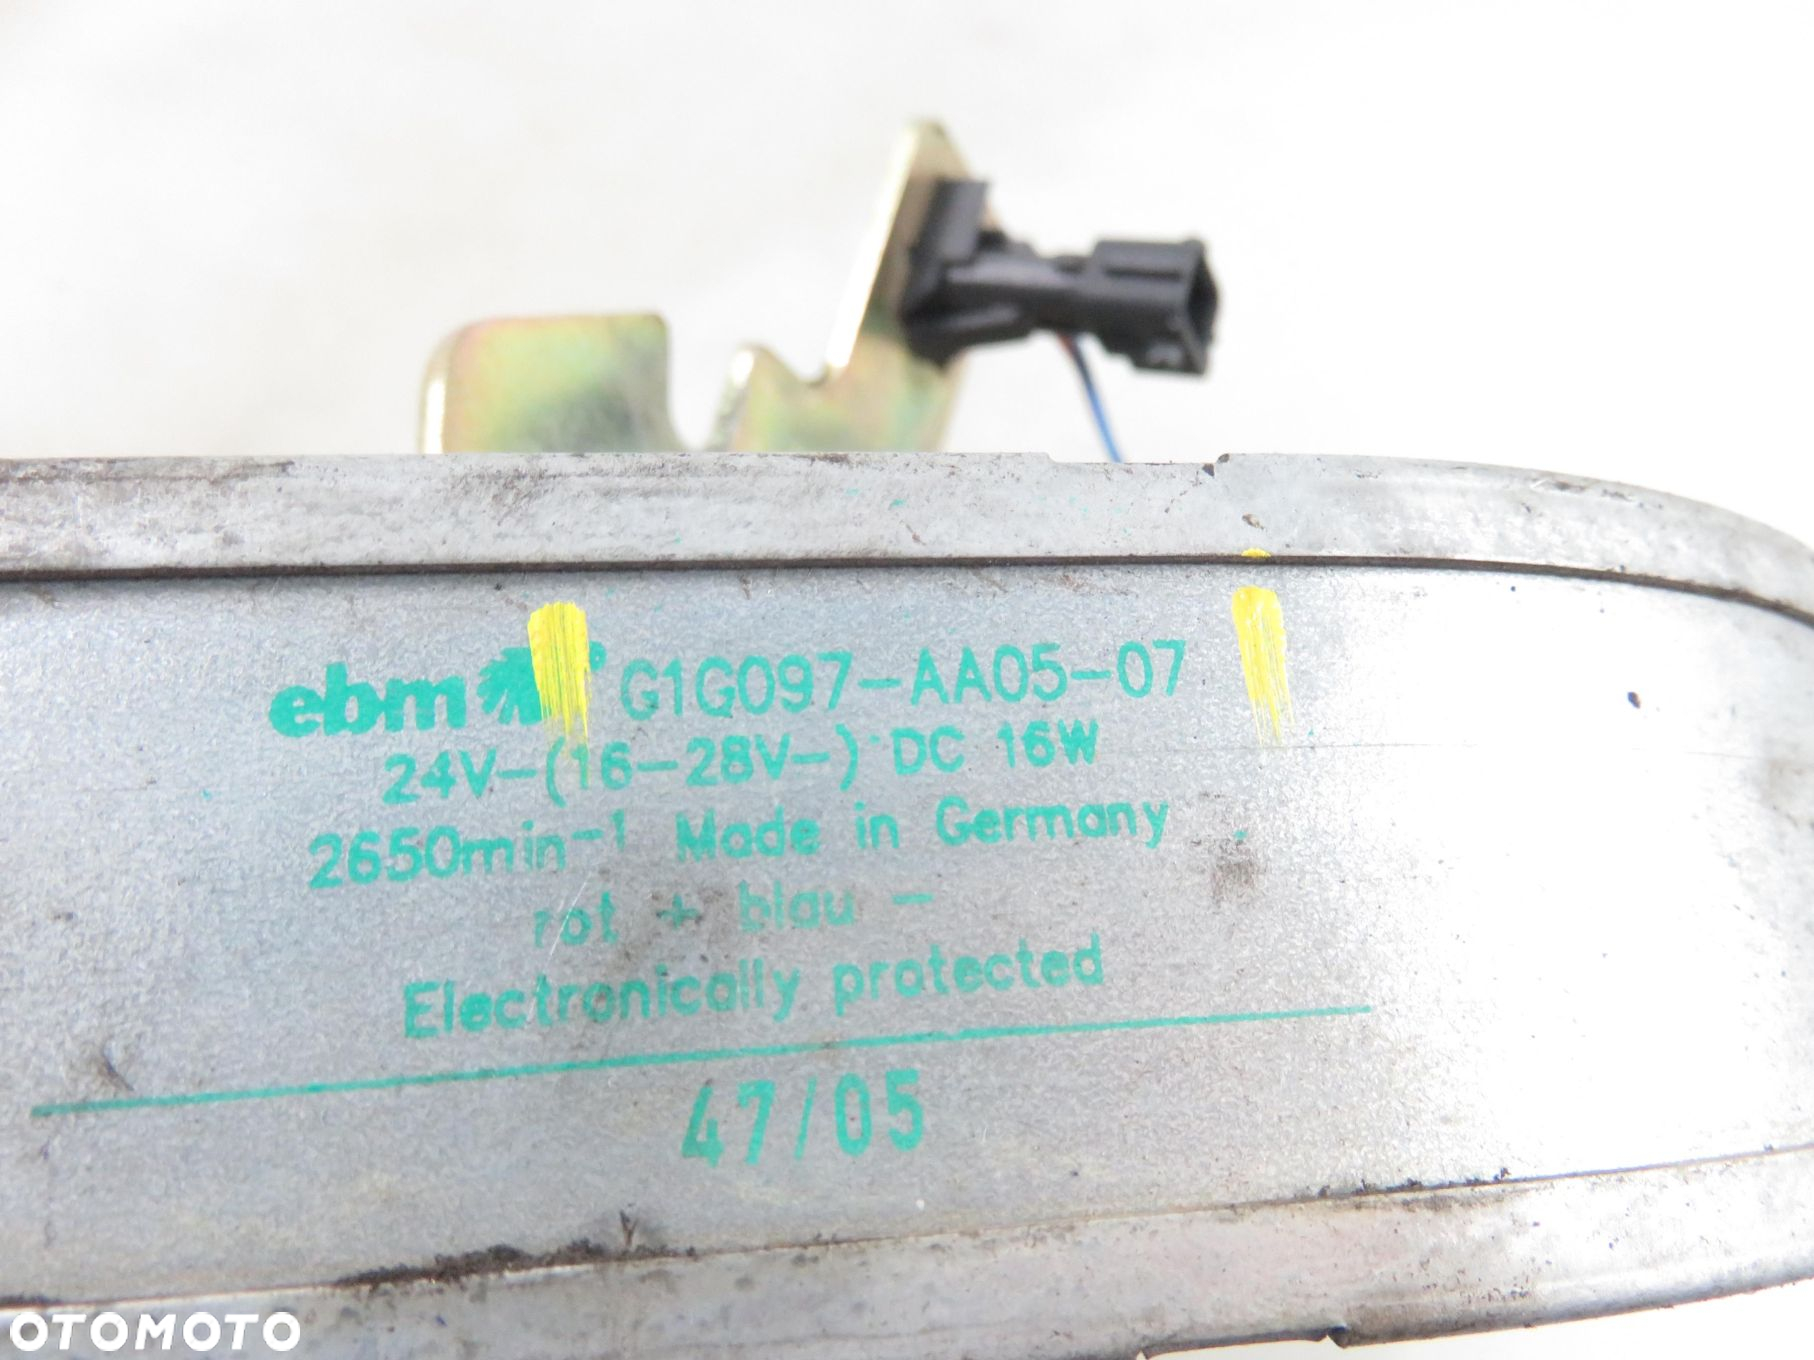 ebm G1G097-AA05-07
24V-(16-28V-) DC 16W
2650min-1 Made in Germany
rot + blau -
Electronically protected
47/05
OTOMOTO